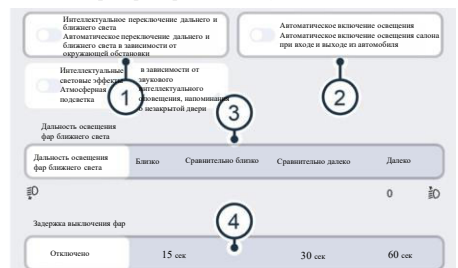 Интеллектуальное переключение дальнего и
ближнего света
Автоматическое переключение дальнего и
ближнего света в зависимости от
окружающей обстановки
Автоматическое включение освещения
Автоматическое включение освещения салона
при входе и выходе из автомобиля
Интеллектуальные в зависимости от
световые эффекты звукового
Атмосферная интеллектуального
подсветка оповещения, напоминания
о незакрытой двери
1
2
3
Дальность освещения
фар ближнего света
Дальность освещения
фар ближнего света
Близко Сравнительно близко Сравнительно далеко Далеко
0
Задержка выключения фар
4
Отключено 15 сек 30 сек 60 сек